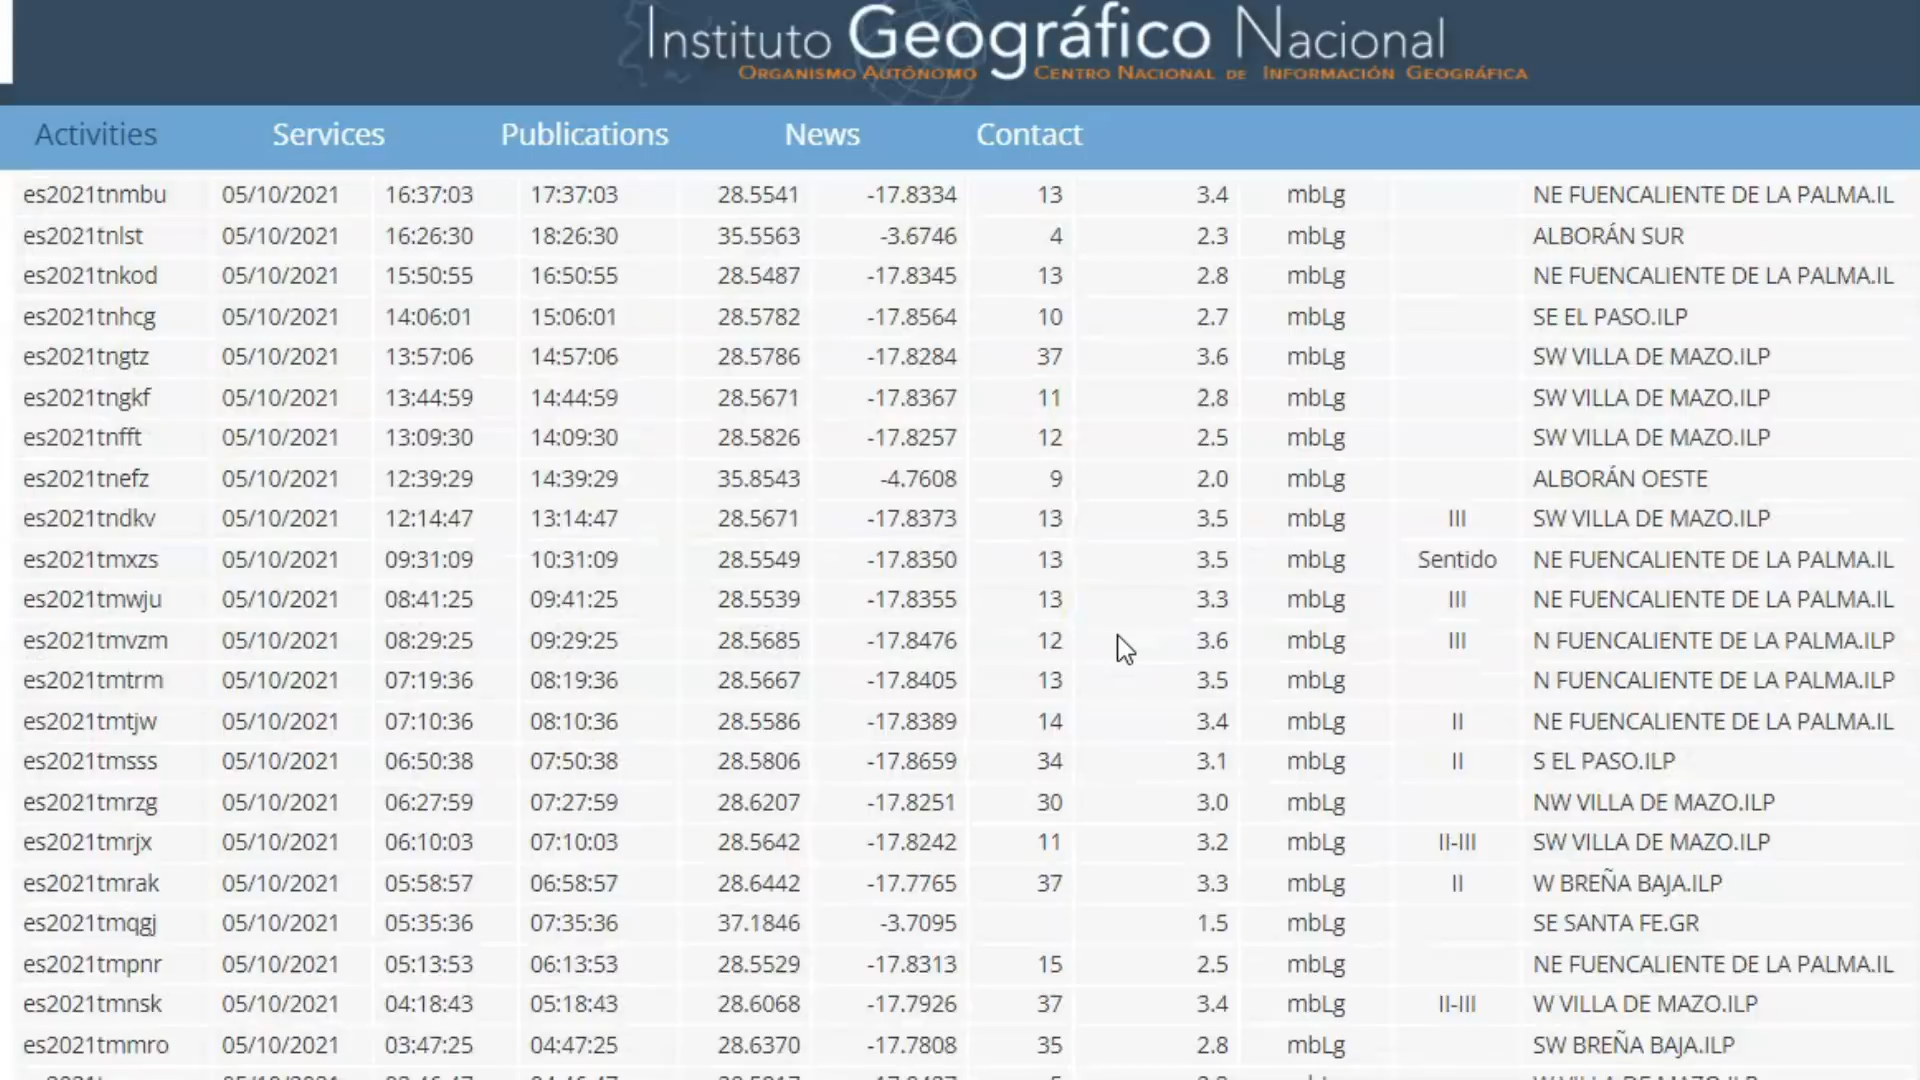 Instituto Geográfico Nacional
Organismo Autónomo Centro Nacional de Información Geográfica
Activities Services Publications News Contact
es2021tnmbu 05/10/2021 16:37:03 17:37:03 28.5541 -17.8334 13 3.4 mbLg NE FUENCALIENTE DE LA PALMA.IL
es2021tnlst 05/10/2021 16:26:30 18:26:30 35.5563 -3.6746 4 2.3 mbLg ALBORÁN SUR
es2021tnkod 05/10/2021 15:50:55 16:50:55 28.5487 -17.8345 13 2.8 mbLg NE FUENCALIENTE DE LA PALMA.IL
es2021tnhcg 05/10/2021 14:06:01 15:06:01 28.5782 -17.8564 10 2.7 mbLg SE EL PASO.ILP
es2021tngtz 05/10/2021 13:57:06 14:57:06 28.5786 -17.8284 37 3.6 mbLg SW VILLA DE MAZO.ILP
es2021tngkf 05/10/2021 13:44:59 14:44:59 28.5671 -17.8367 11 2.8 mbLg SW VILLA DE MAZO.ILP
es2021tnfft 05/10/2021 13:09:30 14:09:30 28.5826 -17.8257 12 2.5 mbLg SW VILLA DE MAZO.ILP
es2021tnefz 05/10/2021 12:39:29 14:39:29 35.8543 -4.7608 9 2.0 mbLg ALBORÁN OESTE
es2021tndkv 05/10/2021 12:14:47 13:14:47 28.5671 -17.8373 13 3.5 mbLg III SW VILLA DE MAZO.ILP
es2021tmxzs 05/10/2021 09:31:09 10:31:09 28.5549 -17.8350 13 3.5 mbLg Sentido NE FUENCALIENTE DE LA PALMA.IL
es2021tmwju 05/10/2021 08:41:25 09:41:25 28.5539 -17.8355 13 3.3 mbLg III NE FUENCALIENTE DE LA PALMA.IL
es2021tmvzm 05/10/2021 08:29:25 09:29:25 28.5685 -17.8476 12 3.6 mbLg III N FUENCALIENTE DE LA PALMA.ILP
es2021tmtrm 05/10/2021 07:19:36 08:19:36 28.5667 -17.8405 13 3.5 mbLg N FUENCALIENTE DE LA PALMA.ILP
es2021tmtjw 05/10/2021 07:10:36 08:10:36 28.5586 -17.8389 14 3.4 mbLg II NE FUENCALIENTE DE LA PALMA.IL
es2021tmsss 05/10/2021 06:50:38 07:50:38 28.5806 -17.8659 34 3.1 mbLg II S EL PASO.ILP
es2021tmrzg 05/10/2021 06:27:59 07:27:59 28.6207 -17.8251 30 3.0 mbLg NW VILLA DE MAZO.ILP
es2021tmrjx 05/10/2021 06:10:03 07:10:03 28.5642 -17.8242 11 3.2 mbLg II-III SW VILLA DE MAZO.ILP
es2021tmrak 05/10/2021 05:58:57 06:58:57 28.6442 -17.7765 37 3.3 mbLg II W BREÑA BAJA.ILP
es2021tmqgj 05/10/2021 05:35:36 07:35:36 37.1846 -3.7095 1.5 mbLg SE SANTA FE.GR
es2021tmpnr 05/10/2021 05:13:53 06:13:53 28.5529 -17.8313 15 2.5 mbLg NE FUENCALIENTE DE LA PALMA.IL
es2021tmnsk 05/10/2021 04:18:43 05:18:43 28.6068 -17.7926 37 3.4 mbLg II-III W VILLA DE MAZO.ILP
es2021tmmro 05/10/2021 03:47:25 04:47:25 28.6370 -17.7808 35 2.8 mbLg SW BREÑA BAJA.ILP